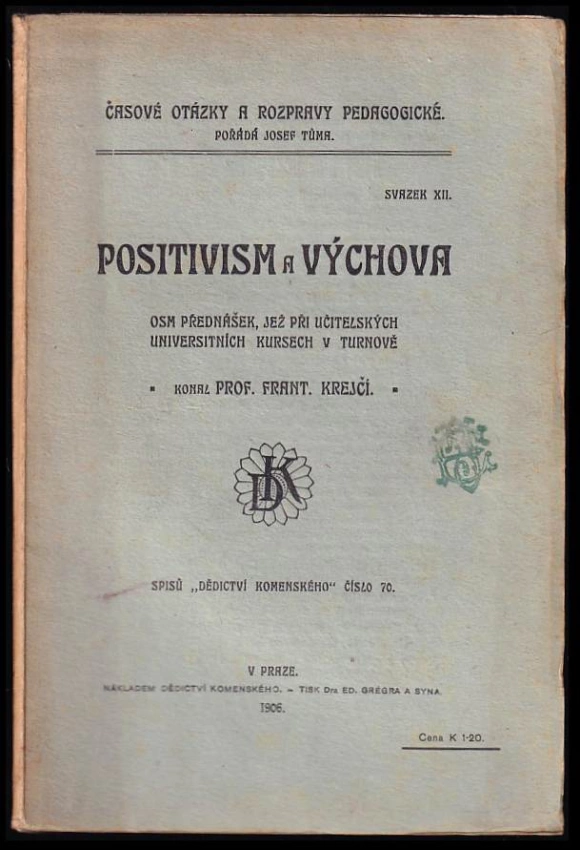 ČASOVÉ OTÁZKY A ROZPRAVY PEDAGOGICKÉ.
POŘÁDÁ JOSEF TŮMA.
SVAZEK XII.
POSITIVISM A VÝCHOVA
OSM PŘEDNÁŠEK, JEŽ PŘI UČITELSKÝCH
UNIVERSITNÍCH KURSECH V TURNOVĚ
▪ KONAL PROF. FRANT. KREJČÍ. ▪
DK
SPISŮ „DĚDICTVÍ KOMENSKÉHO“ ČÍSLO 70.
V PRAZE.
NÁKLADEM DĚDICTVÍ KOMENSKÉHO. – TISK Dra ED. GRÉGRA A SYNA.
1906.
Cena K 1·20.